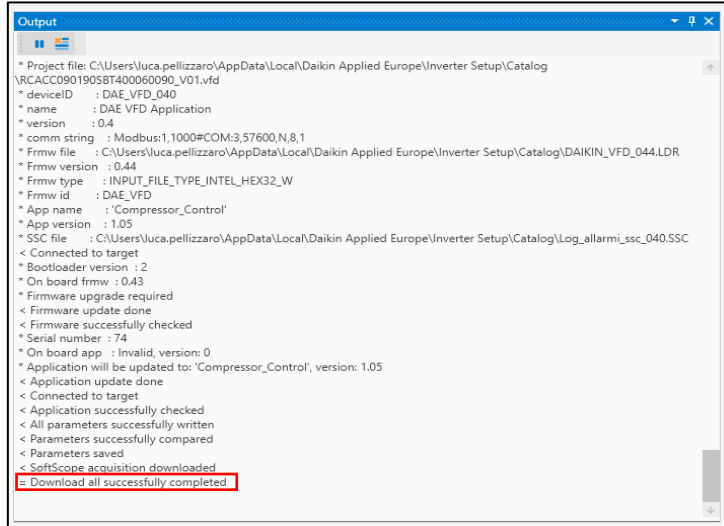 Output
* Project file: C:\Users\luca.pellizzaro\AppData\Local\Daikin Applied Europe\Inverter Setup\Catalog
\RCACC090190SBT400060090_V01.vfd
* deviceID : DAE_VFD_040
* name : DAE VFD Application
* version : 0.4
* comm string : Modbus:1,1000#COM:3,57600,N,8,1
* Frmw file : C:\Users\luca.pellizzaro\AppData\Local\Daikin Applied Europe\Inverter Setup\Catalog\DAIKIN_VFD_044.LDR
* Frmw version : 0.44
* Frmw type : INPUT_FILE_TYPE_INTEL_HEX32_W
* Frmw id : DAE_VFD
* App name : 'Compressor_Control'
* App version : 1.05
* SSC file : C:\Users\luca.pellizzaro\AppData\Local\Daikin Applied Europe\Inverter Setup\Catalog\Log_allarmi_ssc_040.SSC
< Connected to target
* Bootloader version : 2
* On board frmw : 0.43
* Firmware upgrade required
< Firmware update done
< Firmware successfully checked
* Serial number : 74
* On board app : Invalid, version: 0
* Application will be updated to: 'Compressor_Control', version: 1.05
< Application update done
< Connected to target
< Application successfully checked
< All parameters successfully written
< Parameters successfully compared
< Parameters saved
< SoftScope acquisition downloaded
= Download all successfully completed